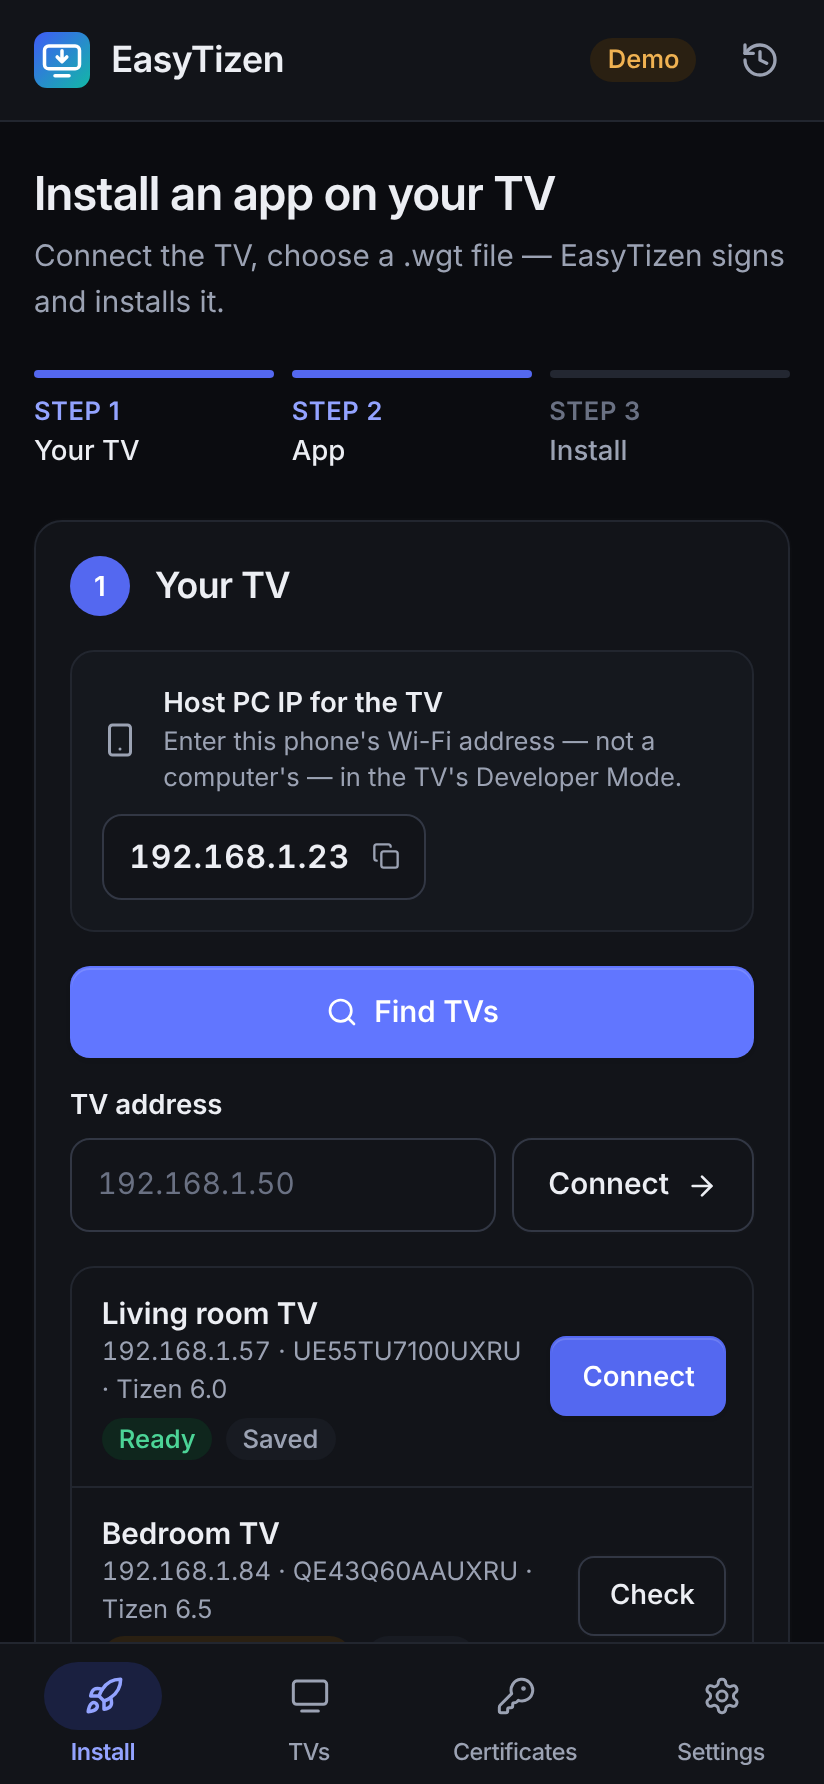 EasyTizen
Demo
Install an app on your TV
Connect the TV, choose a .wgt file — EasyTizen signs
and installs it.
STEP 1
Your TV
STEP 2
App
STEP 3
Install
1
Your TV
Host PC IP for the TV
Enter this phone's Wi-Fi address — not a
computer's — in the TV's Developer Mode.
192.168.1.23
Find TVs
TV address
192.168.1.50
Connect
Living room TV
192.168.1.57 · UE55TU7100UXRU
· Tizen 6.0
Ready
Saved
Connect
Bedroom TV
192.168.1.84 · QE43Q60AAUXRU ·
Tizen 6.5
Check
Install
TVs
Certificates
Settings